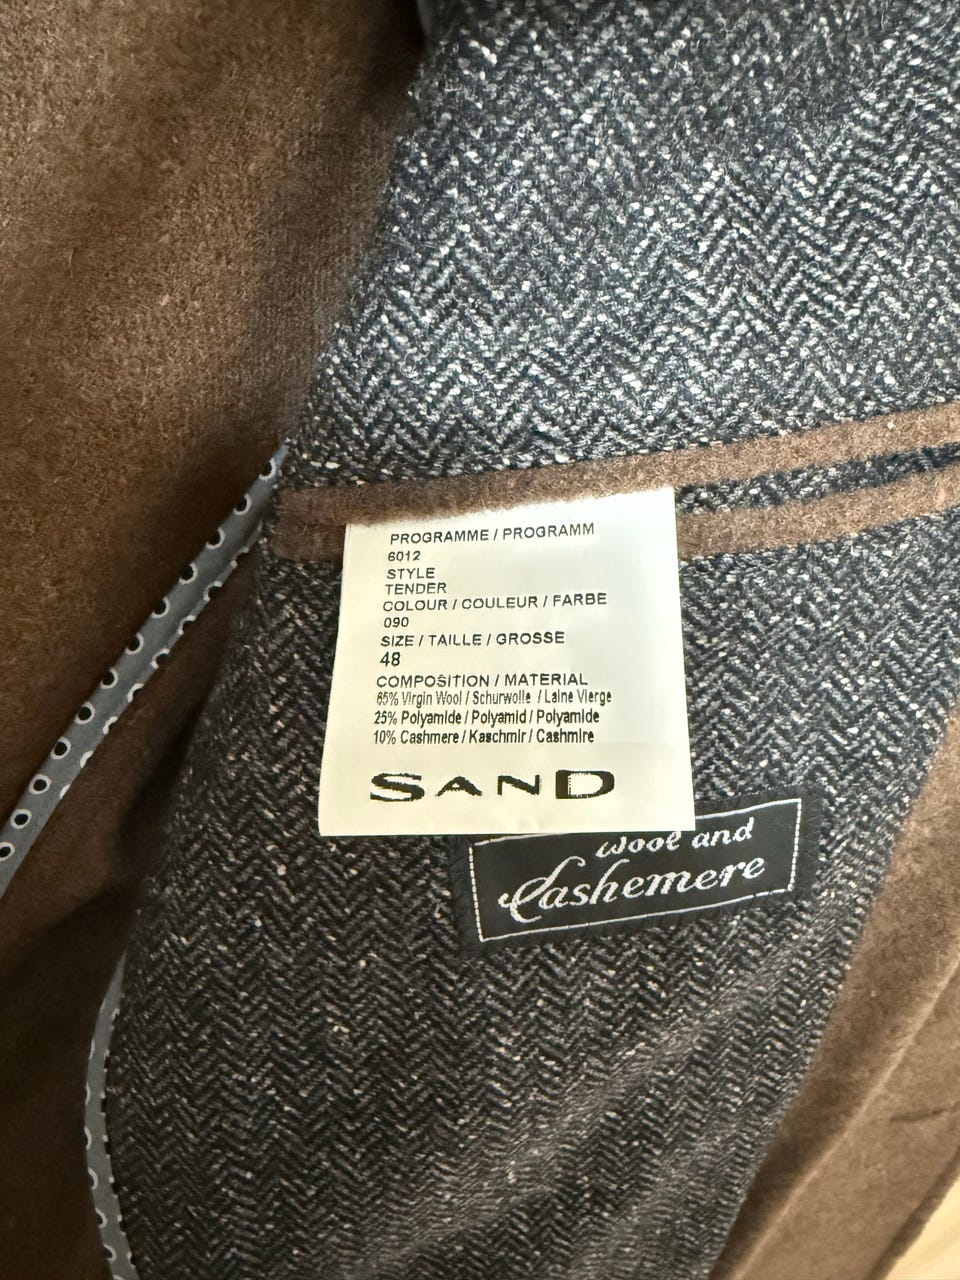 PROGRAMME / PROGRAMM
6012
STYLE
TENDER
COLOUR / COULEUR / FARBE
090
SIZE / TAILLE / GROSSE
48
COMPOSITION / MATERIAL
65% Virgin Wool / Schurwolle / Laine Vierge
25% Polyamide / Polyamid / Polyamide
10% Cashmere / Kaschmir / Cashmire
SAND
wool and
Cashemere